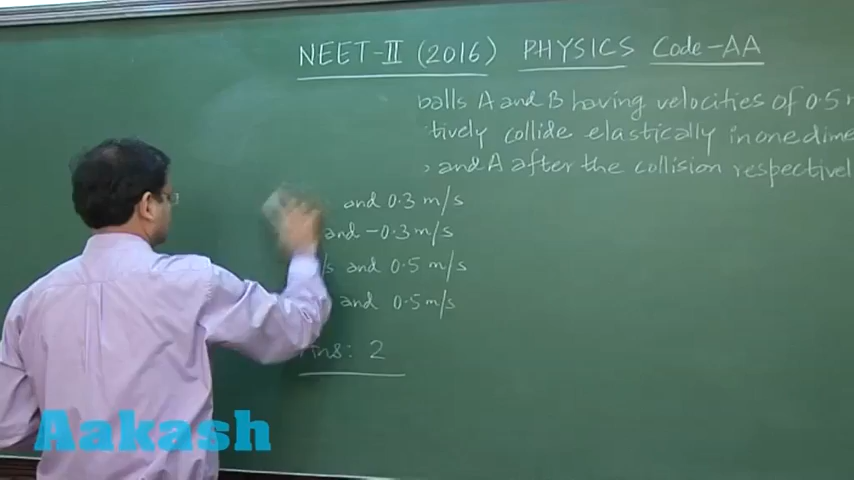 NEET-II (2016) PHYSICS Code-AA
balls A and B having velocities of 0.5
tively collide elastically in one dime
, and A after the collision respectivel
and 0.3 m/s
and -0.3 m/s
/s and 0.5 m/s
and 0.5 m/s
Ans: 2
Aakash